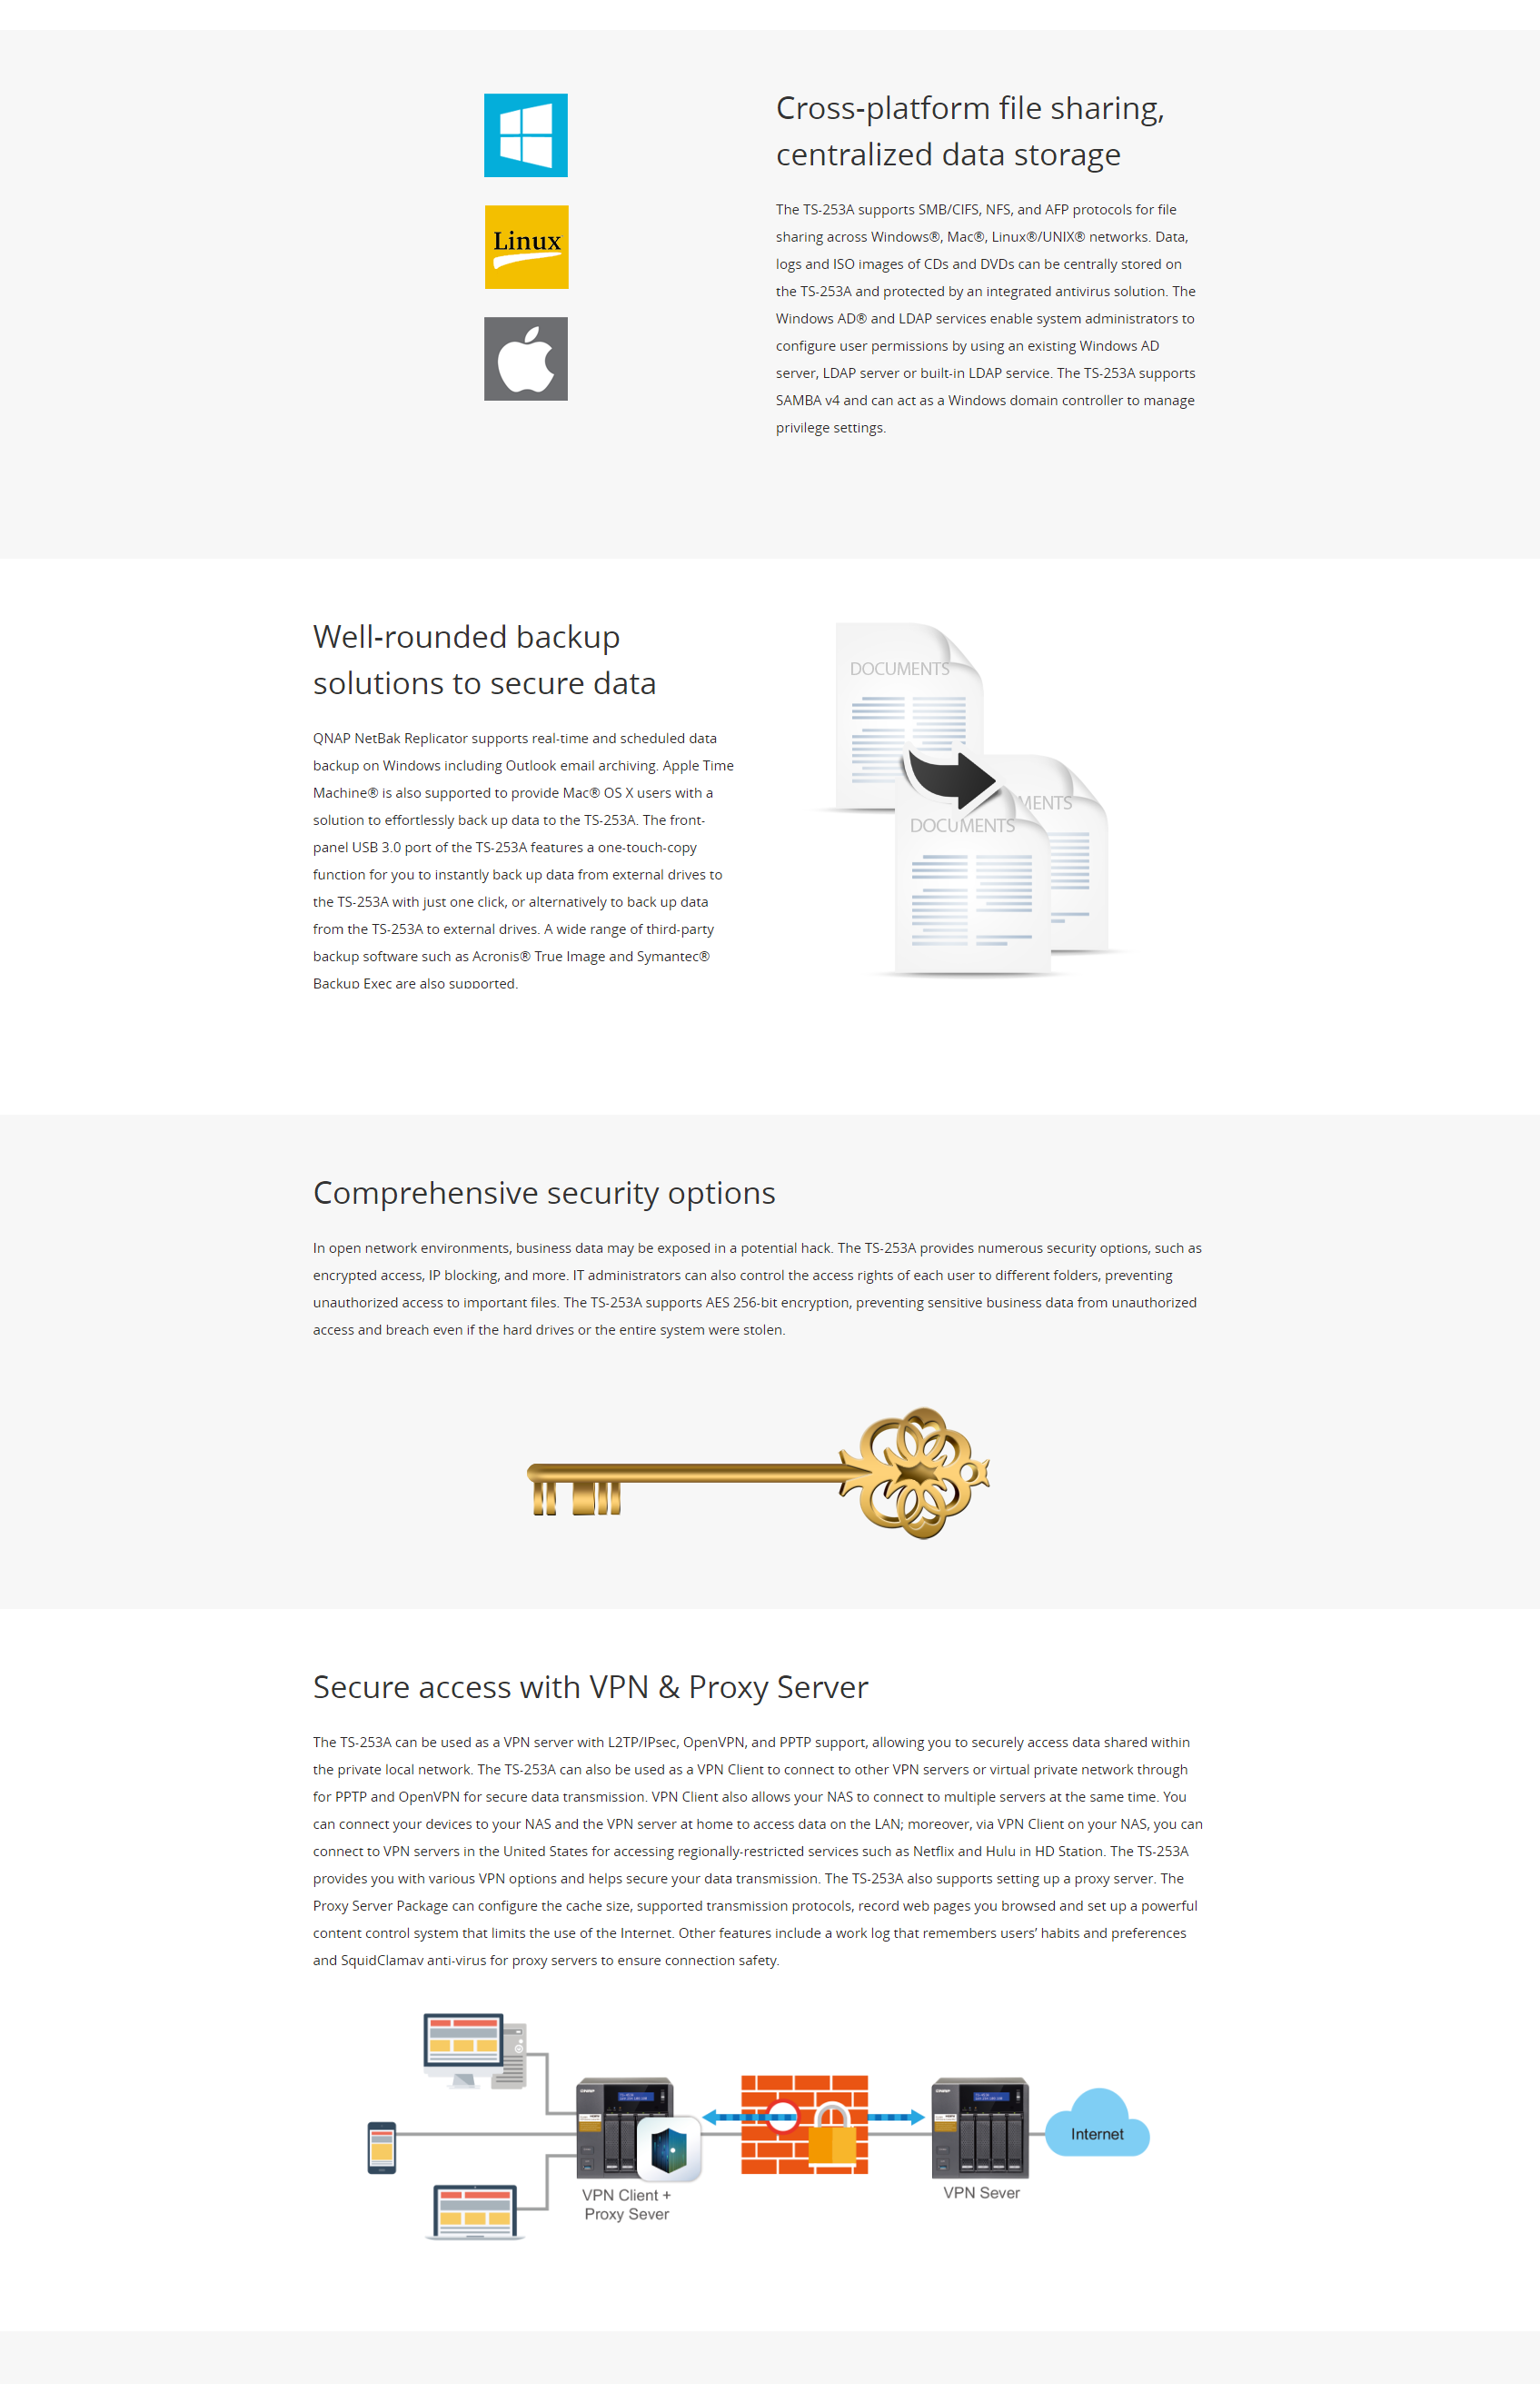 Linux
Cross-platform file sharing,
centralized data storage
The TS-253A supports SMB/CIFS, NFS, and AFP protocols for file
sharing across Windows®, Mac®, Linux®/UNIX® networks. Data,
logs and ISO images of CDs and DVDs can be centrally stored on
the TS-253A and protected by an integrated antivirus solution. The
Windows AD® and LDAP services enable system administrators to
configure user permissions by using an existing Windows AD
server, LDAP server or built-in LDAP service. The TS-253A supports
SAMBA v4 and can act as a Windows domain controller to manage
privilege settings.
Well-rounded backup
solutions to secure data
QNAP NetBak Replicator supports real-time and scheduled data
backup on Windows including Outlook email archiving. Apple Time
Machine® is also supported to provide Mac® OS X users with a
solution to effortlessly back up data to the TS-253A. The front-
panel USB 3.0 port of the TS-253A features a one-touch-copy
function for you to instantly back up data from external drives to
the TS-253A with just one click, or alternatively to back up data
from the TS-253A to external drives. A wide range of third-party
backup software such as Acronis® True Image and Symantec®
Backup Exec are also supported.
DOCUMENTS
MENTS
DOCUMENTS
Comprehensive security options
In open network environments, business data may be exposed in a potential hack. The TS-253A provides numerous security options, such as
encrypted access, IP blocking, and more. IT administrators can also control the access rights of each user to different folders, preventing
unauthorized access to important files. The TS-253A supports AES 256-bit encryption, preventing sensitive business data from unauthorized
access and breach even if the hard drives or the entire system were stolen.
Secure access with VPN & Proxy Server
The TS-253A can be used as a VPN server with L2TP/IPsec, OpenVPN, and PPTP support, allowing you to securely access data shared within
the private local network. The TS-253A can also be used as a VPN Client to connect to other VPN servers or virtual private network through
for PPTP and OpenVPN for secure data transmission. VPN Client also allows your NAS to connect to multiple servers at the same time. You
can connect your devices to your NAS and the VPN server at home to access data on the LAN; moreover, via VPN Client on your NAS, you can
connect to VPN servers in the United States for accessing regionally-restricted services such as Netflix and Hulu in HD Station. The TS-253A
provides you with various VPN options and helps secure your data transmission. The TS-253A also supports setting up a proxy server. The
Proxy Server Package can configure the cache size, supported transmission protocols, record web pages you browsed and set up a powerful
content control system that limits the use of the Internet. Other features include a work log that remembers users’ habits and preferences
and SquidClamav anti-virus for proxy servers to ensure connection safety.
QNAP
QNAP
Internet
VPN Client +
Proxy Sever
VPN Sever